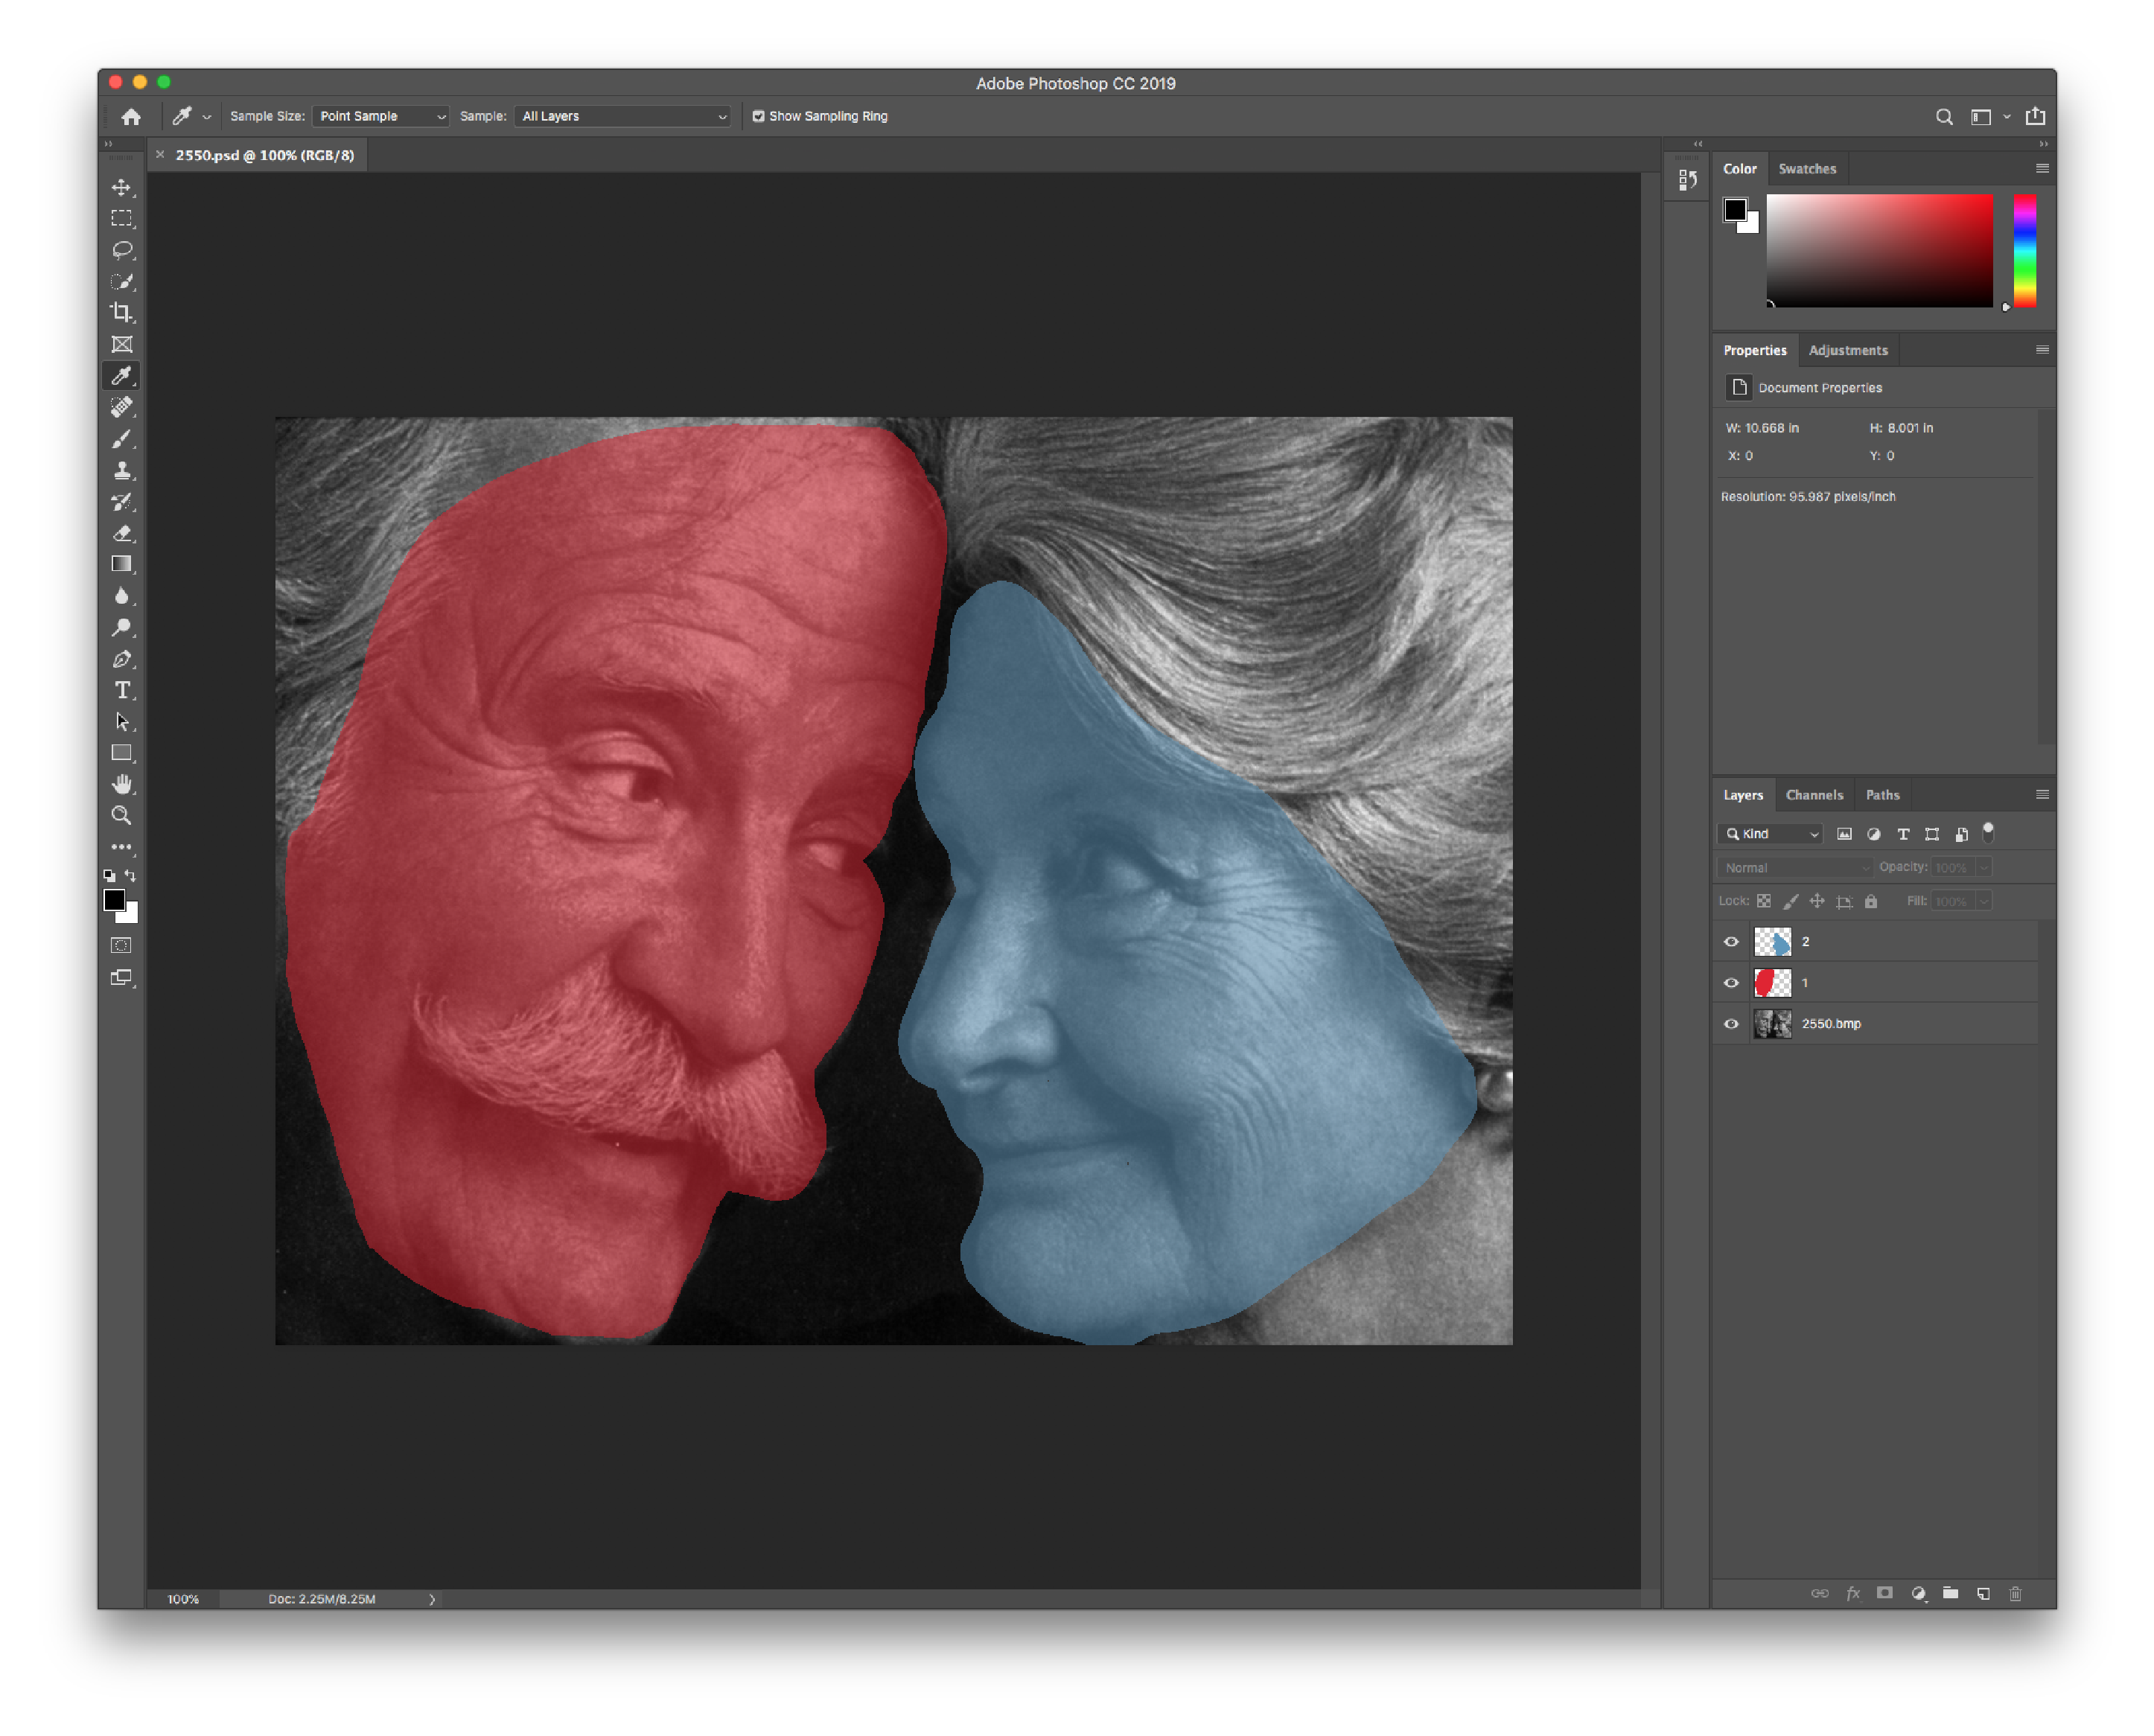 Adobe Photoshop CC 2019
Sample Size: Point Sample Sample: All Layers Show Sampling Ring
2550.psd @ 100% (RGB/8)
Color Swatches
Properties Adjustments
Document Properties
W: 10.668 in H: 8.001 in
X: 0 Y: 0
Resolution: 95.987 pixels/inch
Layers Channels Paths
Kind
Normal Opacity: 100%
Lock: Fill: 100%
2
1
2550.bmp
100% Doc: 2.25M/8.25M